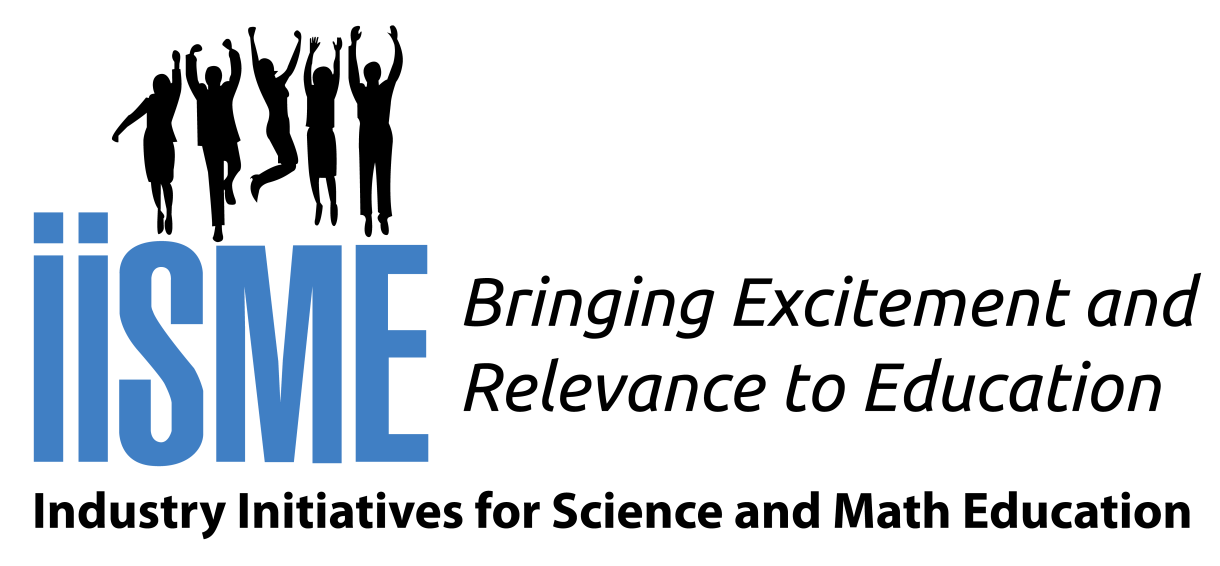 iiSME
Bringing Excitement and
Relevance to Education
Industry Initiatives for Science and Math Education